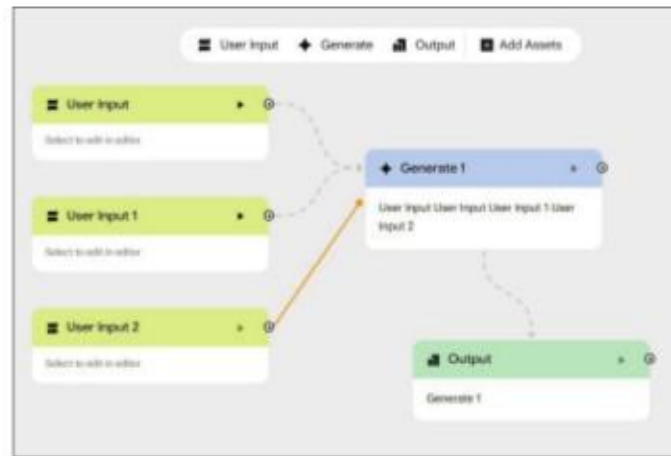 User Input Generate Output Add Assets
User Input
Select to edit in editor
User Input 1
Select to edit in editor
User Input 2
Select to edit in editor
Generate 1
User Input User Input User Input 1 User
Input 2
Output
Generate 1